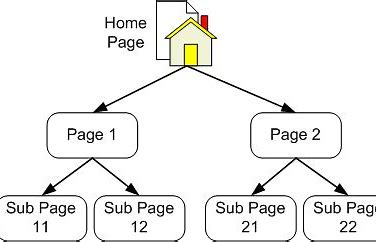 Home
Page
Page 1
Page 2
Sub Page
11
Sub Page
12
Sub Page
21
Sub Page
22